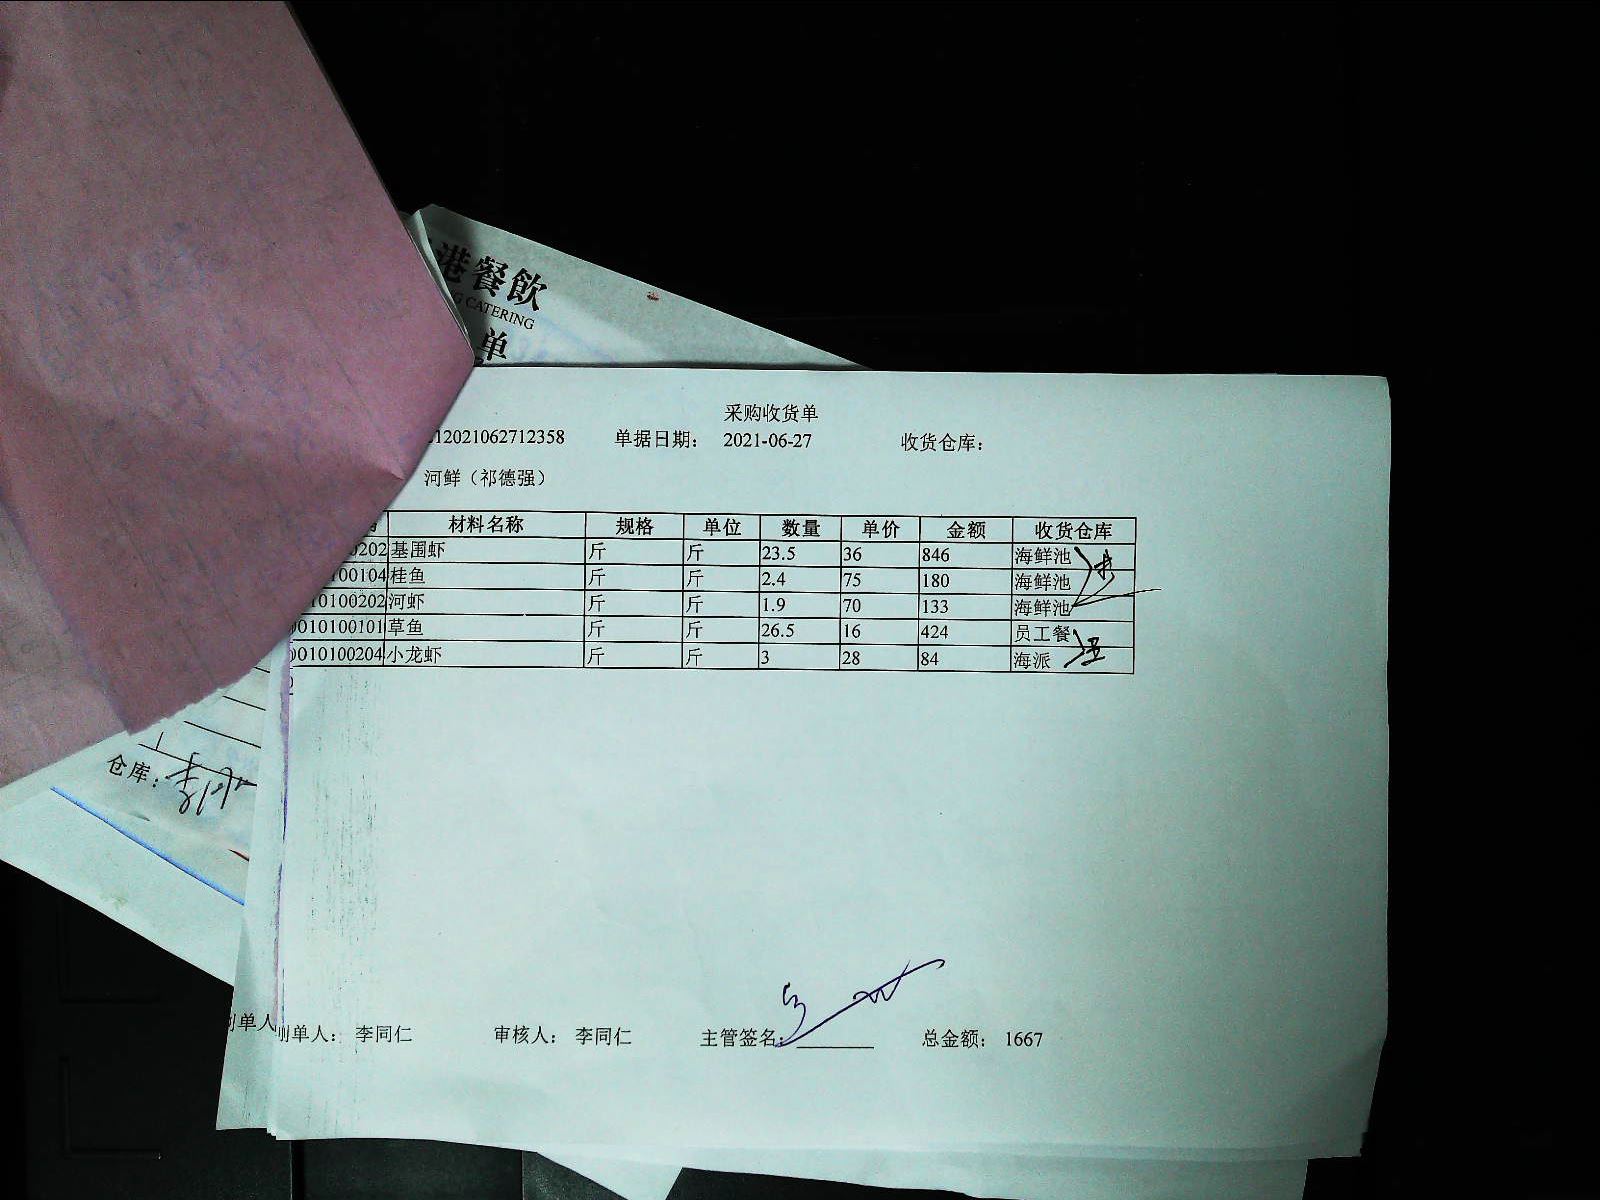 港餐飲
G CATERING
单
采购收货单
12021062712358 单据日期： 2021-06-27 收货仓库：
河鲜（祁德强）
材料名称 规格 单位 数量 单价 金额 收货仓库
0202 基围虾 斤 斤 23.5 36 846 海鲜池
100104 桂鱼 斤 斤 2.4 75 180 海鲜池
10100202 河虾 斤 斤 1.9 70 133 海鲜池
0010100101 草鱼 斤 斤 26.5 16 424 员工餐
0010100204 小龙虾 斤 斤 3 28 84 海派
仓库：
制单人 制单人： 李同仁 审核人： 李同仁 主管签名： 总金额： 1667